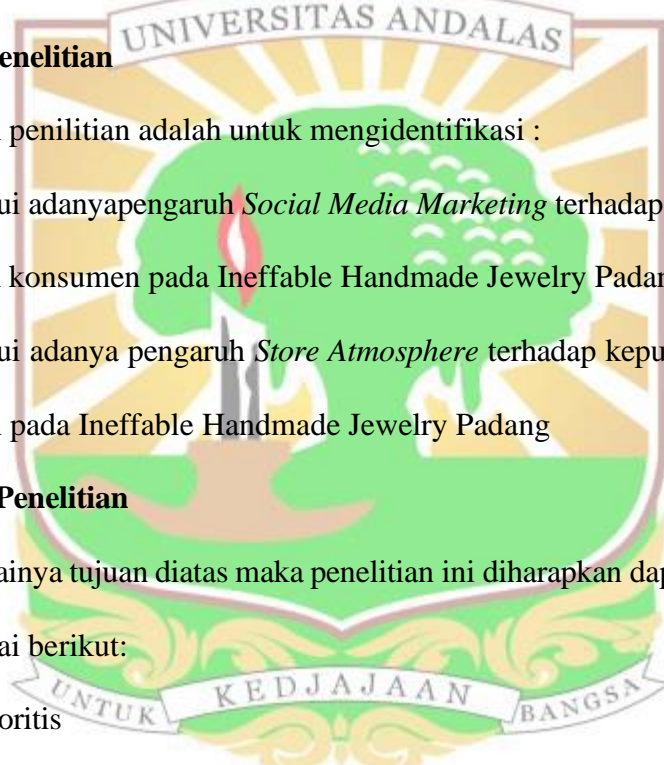 UNIVERSITAS ANDALAS
enelitian
penilitian adalah untuk mengidentifikasi :
ui adanyapengaruh Social Media Marketing terhadap
konsumen pada Ineffable Handmade Jewelry Padan
ui adanya pengaruh Store Atmosphere terhadap kepu
pada Ineffable Handmade Jewelry Padang
Penelitian
ainya tujuan diatas maka penelitian ini diharapkan dap
ai berikut:
UNTUK KEDJAJAAN BANGSA
oritis